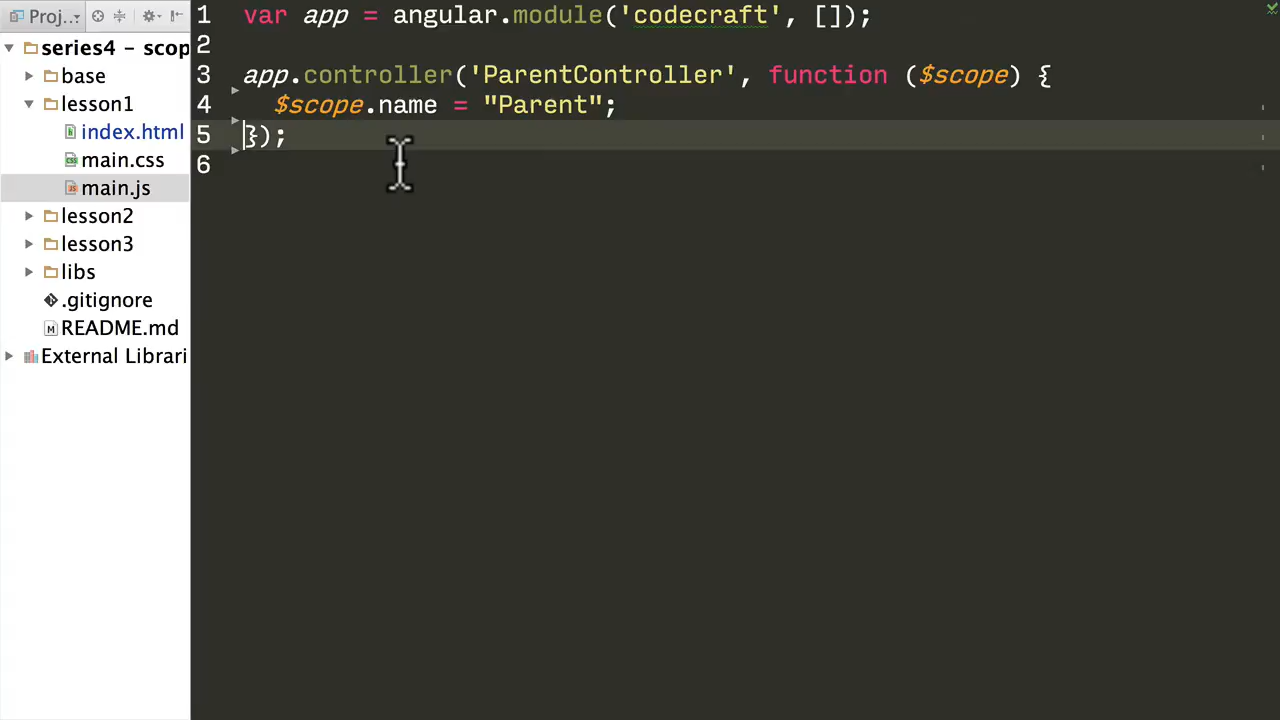 Proj...
series4 – scop
base
lesson1
index.html
main.css
main.js
lesson2
lesson3
libs
.gitignore
README.md
External Librari
1 var app = angular.module('codecraft', []);
2
3 app.controller('ParentController', function ($scope) {
4 $scope.name = "Parent";
5 });
6